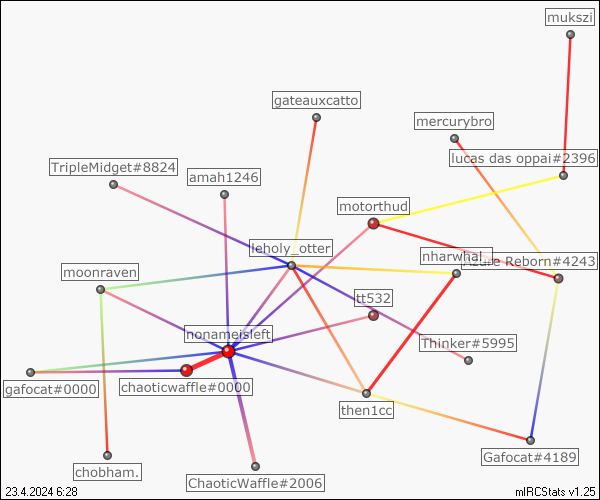 mukszi
gateauxcatto
mercurybro
lucas das oppai#2396
TripleMidget#8824
amah1246
motorthud
leholy_otter
nharwhal_
Azure Reborn#4243
moonraven
tt532
nonameisleft
Thinker#5995
gafocat#0000
chaoticwaffle#0000
then1cc
Gafocat#4189
chobham.
ChaoticWaffle#2006
23.4.2024 6:28
mIRCStats v1.25